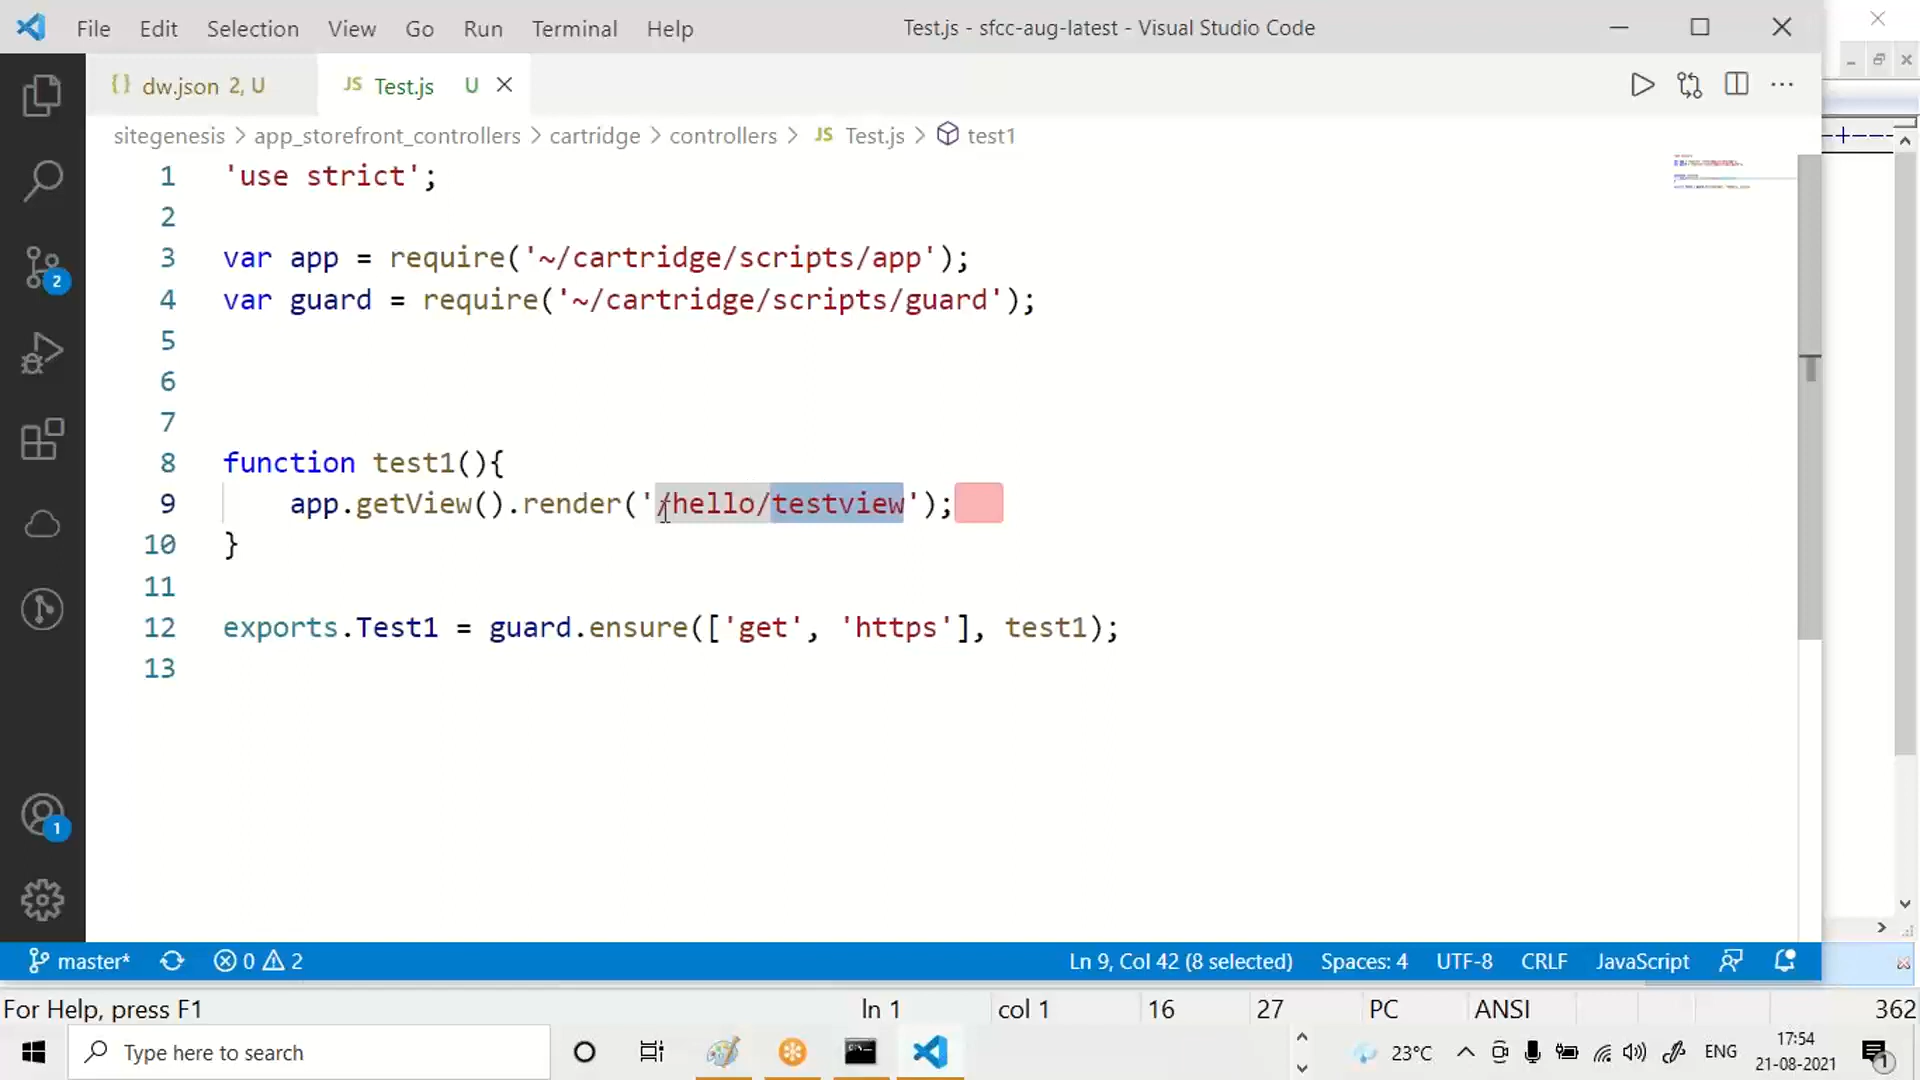 File Edit Selection View Go Run Terminal Help Test.js - sfcc-aug-latest - Visual Studio Code
{} dw.json 2, U JS Test.js U
sitegenesis > app_storefront_controllers > cartridge > controllers > JS Test.js > test1
1 'use strict';
2
3 var app = require('~/cartridge/scripts/app');
4 var guard = require('~/cartridge/scripts/guard');
5
6
7
8 function test1(){
9 app.getView().render('/hello/testview');
10 }
11
12 exports.Test1 = guard.ensure(['get', 'https'], test1);
13
2
1
master* 0 2 Ln 9, Col 42 (8 selected) Spaces: 4 UTF-8 CRLF JavaScript
For Help, press F1 ln 1 col 1 16 27 PC ANSI 362
Type here to search 23°C ENG 17:54
21-08-2021 1